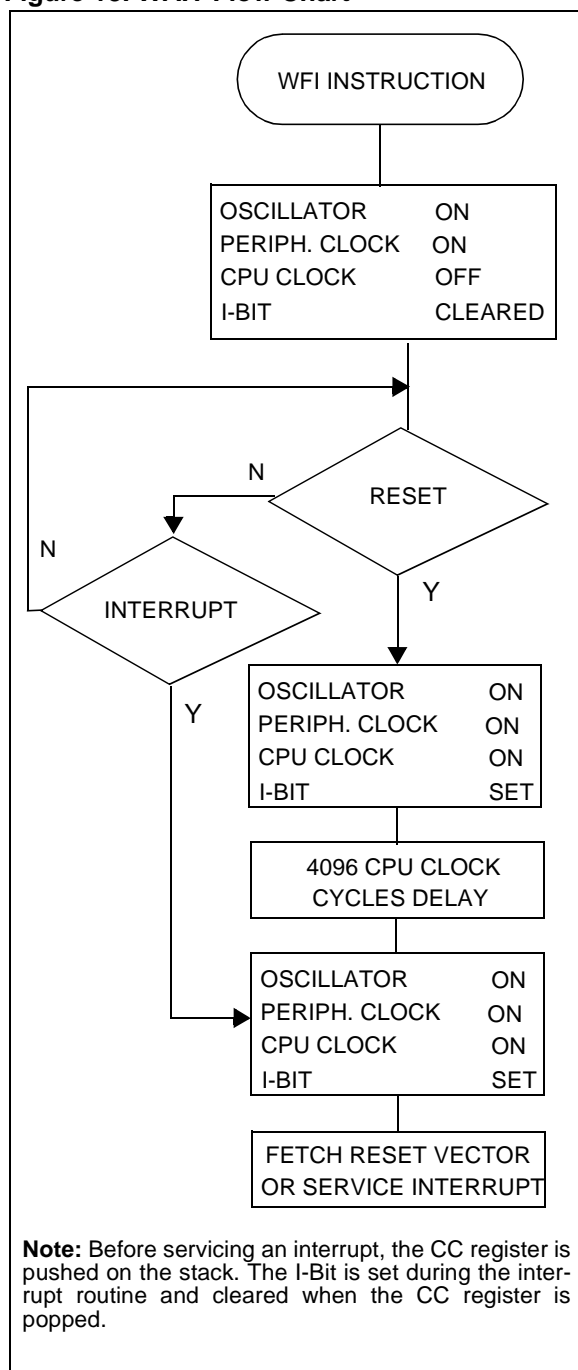 WFI INSTRUCTION
OSCILLATOR ON
PERIPH. CLOCK ON
CPU CLOCK OFF
I-BIT CLEARED
N
RESET
N
INTERRUPT
Y
Y
OSCILLATOR ON
PERIPH. CLOCK ON
CPU CLOCK ON
I-BIT SET
4096 CPU CLOCK
CYCLES DELAY
OSCILLATOR ON
PERIPH. CLOCK ON
CPU CLOCK ON
I-BIT SET
FETCH RESET VECTOR
OR SERVICE INTERRUPT
Note: Before servicing an interrupt, the CC register is
pushed on the stack. The I-Bit is set during the inter-
rupt routine and cleared when the CC register is
popped.